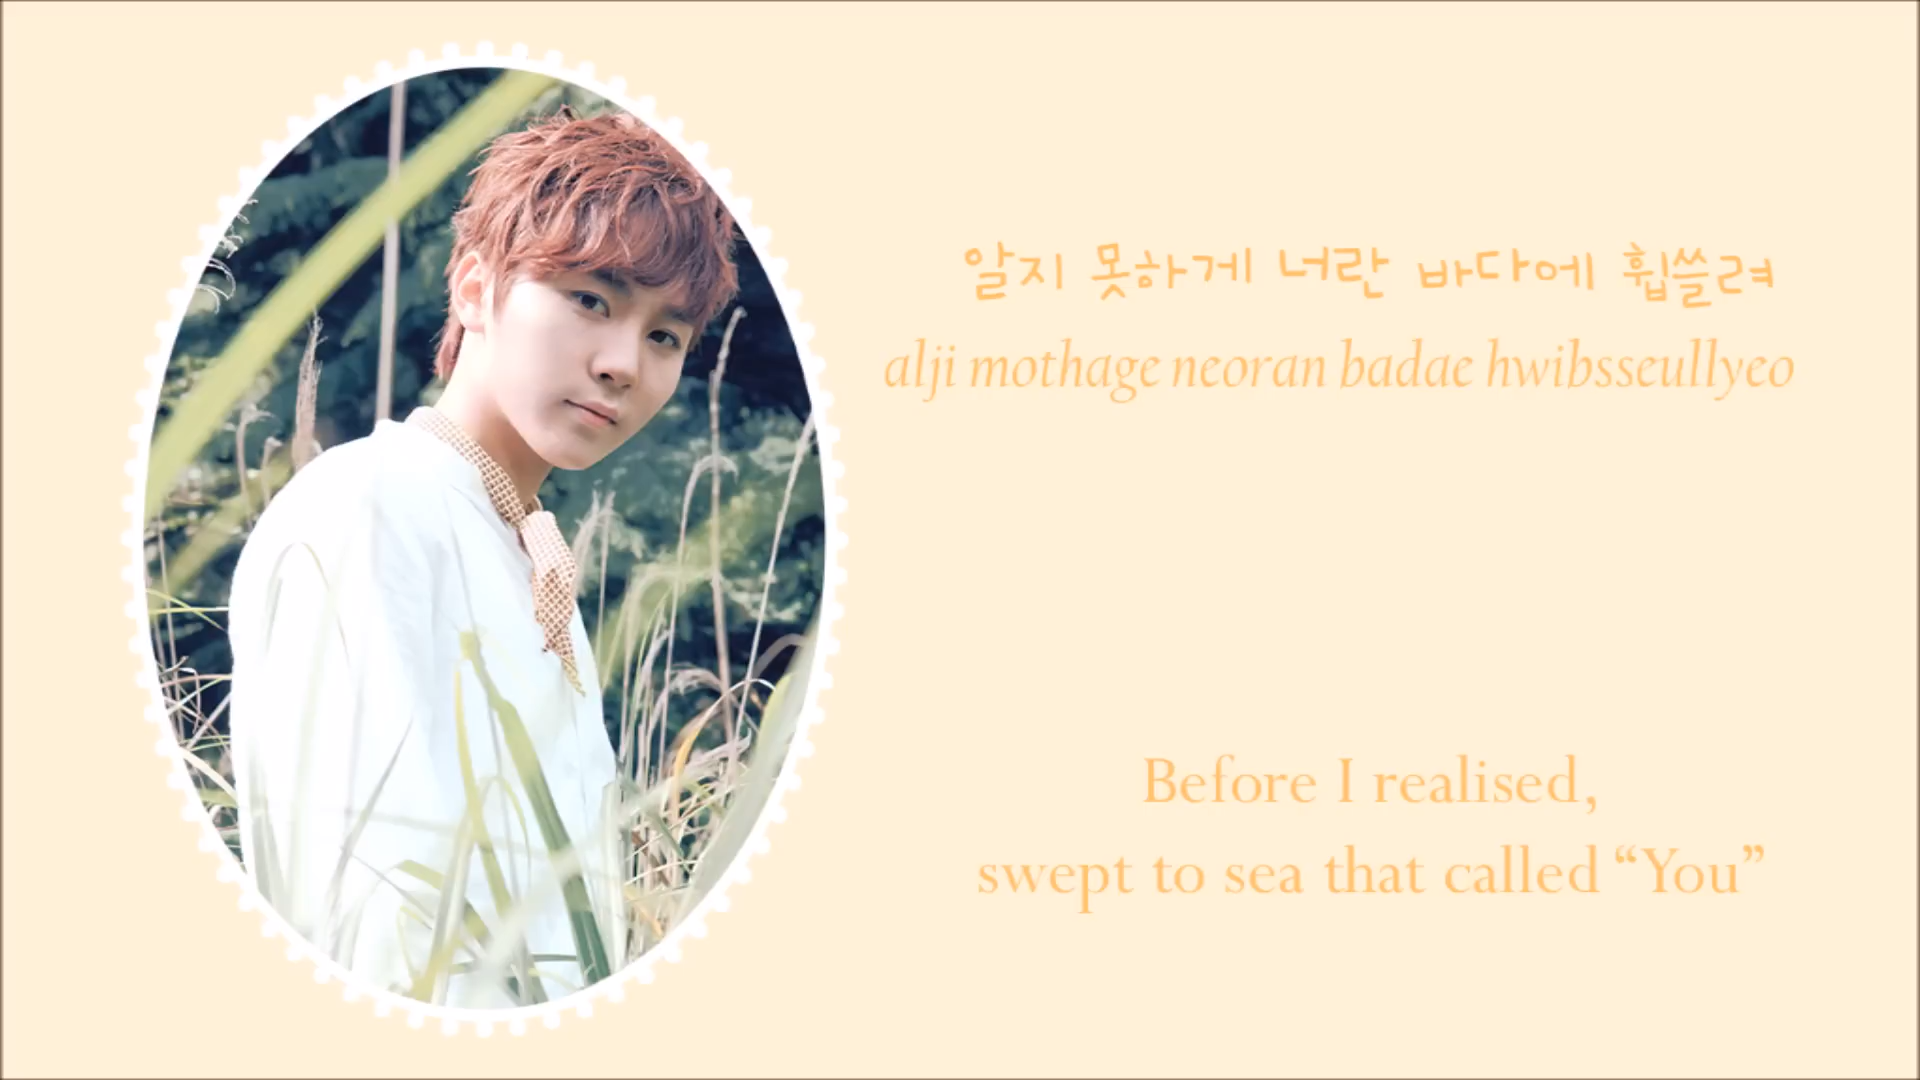 알지 못하게 너란 바다에 휩쓸려
alji mothage neoran badae hwibsseullyeo
Before I realised,
swept to sea that called “You”